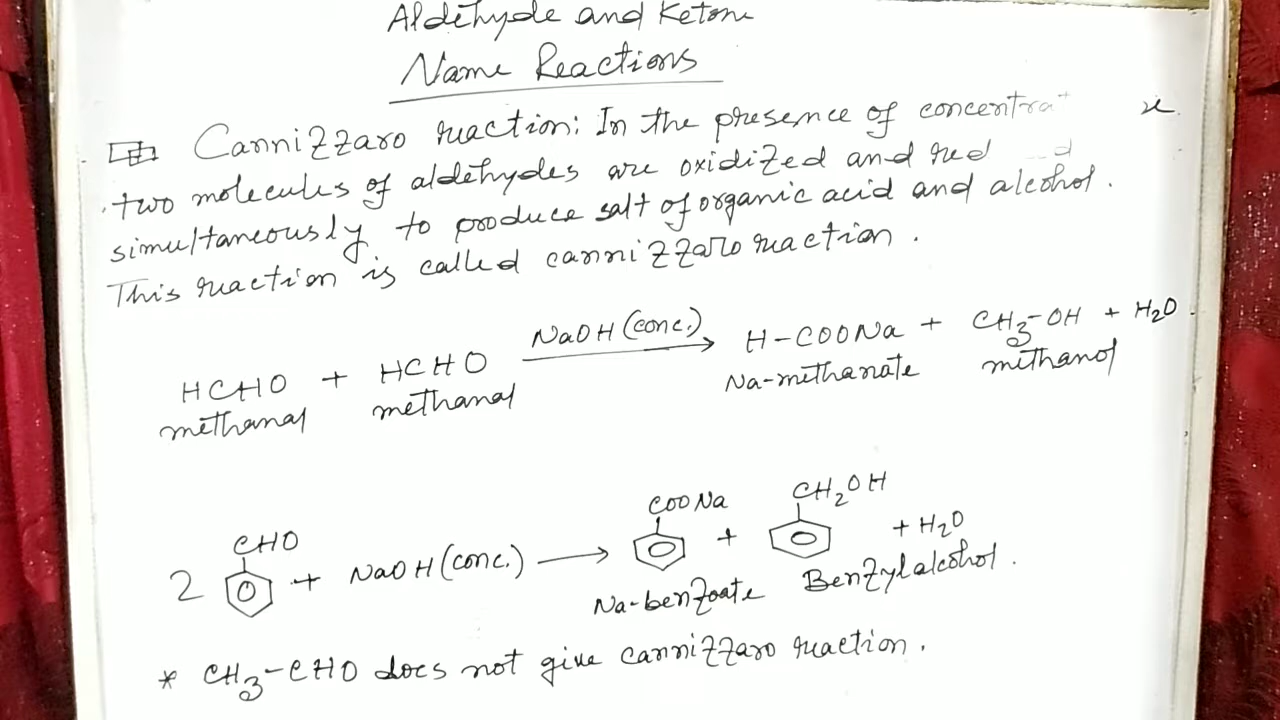 Aldehyde and Ketone
Name Reactions
Cannizzaro reaction: In the presence of
two molecules of aldehydes are oxidized and
simultaneously to produce salt of organic acid and alcohol.
This reaction is called cannizzaro reaction.
HCHO + HCHO NaOH (conc.) → H-COONa + CH3-OH + H2O
methanal methanal Na-methanate methanol
CHO COONa CH2OH
2 + NaOH (conc.) → + + H2O
Na-benzoate Benzylalcohol.
* CH3-CHO does not give cannizzaro reaction.